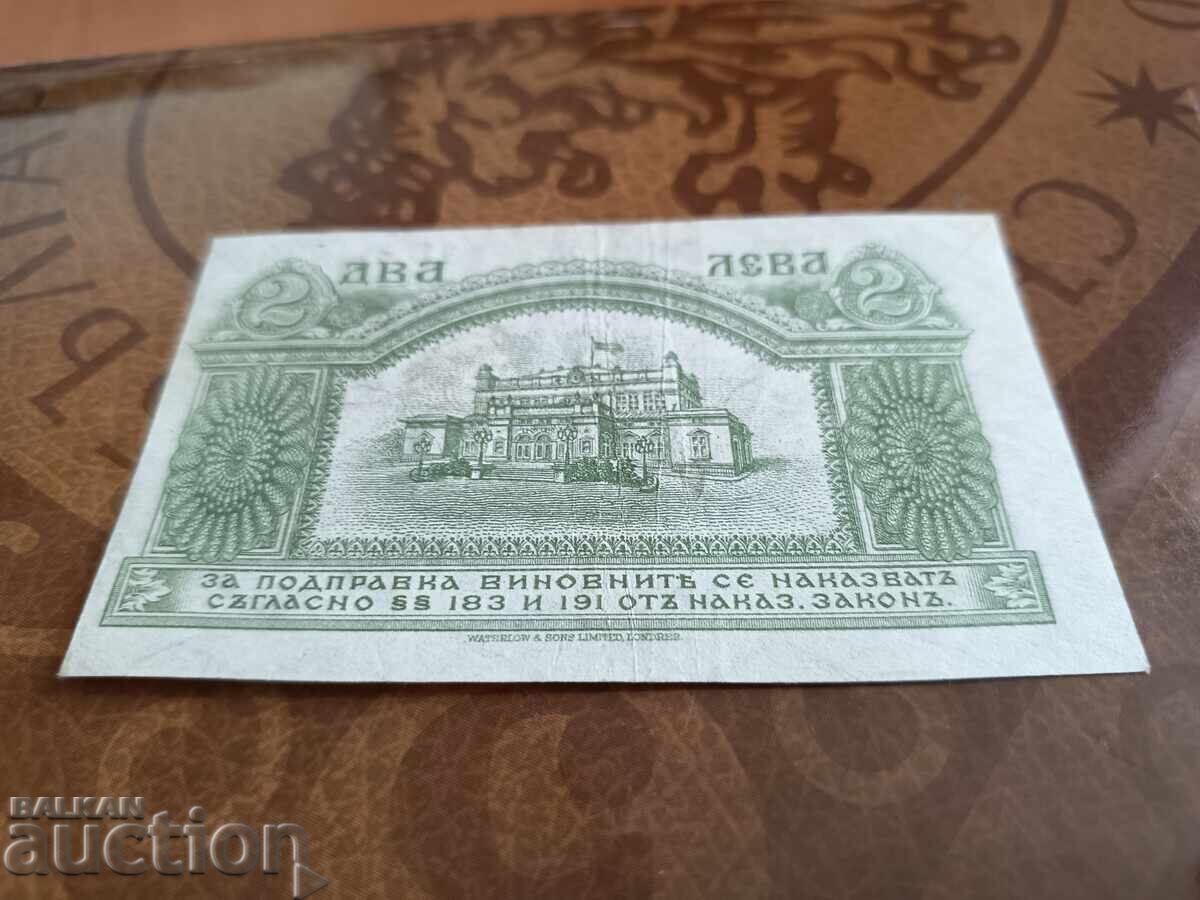 ДВА ЛЕВА
2 2
ЗА ПОДПРАВКА ВИНОВНИТѢ СЕ НАКАЗВАТЪ
СЪГЛАСНО §§ 183 И 191 ОТЪ НАКАЗ. ЗАКОНЪ.
WATERLOW & SONS LIMITED, LONDRES.
BALKAN
auction